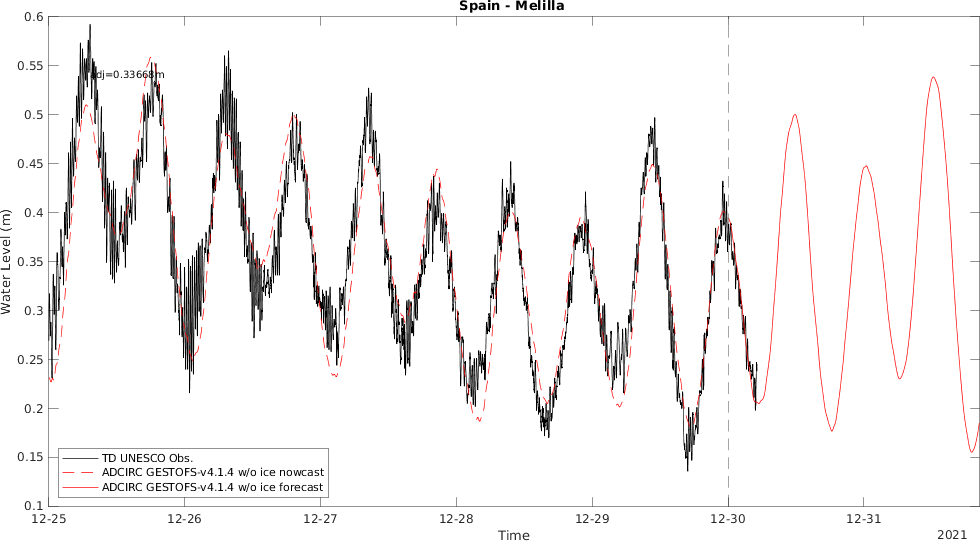 Spain - Melilla
0.6
0.55
0.5
0.45
0.4
0.35
0.3
0.25
0.2
0.15
0.1
Water Level (m)
adj=0.33668m
TD UNESCO Obs.
ADCIRC GESTOFS-v4.1.4 w/o ice nowcast
ADCIRC GESTOFS-v4.1.4 w/o ice forecast
12-25 12-26 12-27 12-28 12-29 12-30 12-31
Time
2021